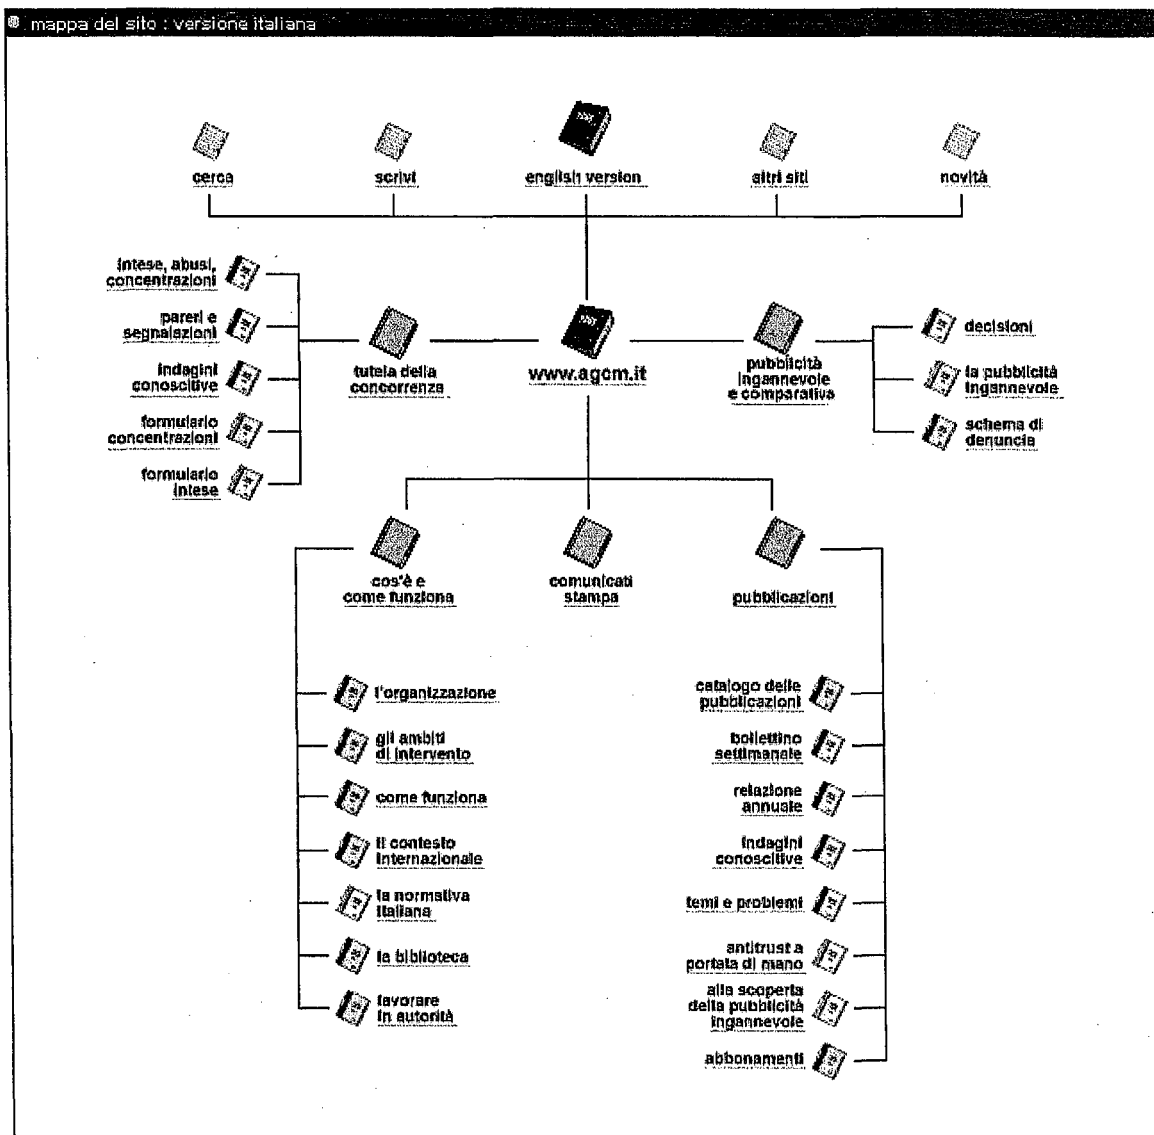 mappa del sito : versione italiana
cerca
scrivi
english version
altri siti
novità
intese, abusi,
concentrazioni
pareri e
segnalazioni
indagini
conoscitive
formulario
concentrazioni
formulario
intese
tutela della
concorrenza
www.agcm.it
pubblicità
ingannevole
e comparativa
decisioni
la pubblicità
ingannevole
schema di
denuncia
cos'è e
come funziona
comunicati
stampa
pubblicazioni
l'organizzazione
gli ambiti
di intervento
come funziona
il contesto
internazionale
la normativa
italiana
la biblioteca
lavorare
in autorità
catalogo delle
pubblicazioni
bollettino
settimanale
relazione
annuale
indagini
conoscitive
temi e problemi
antitrust a
portata di mano
alla scoperta
della pubblicità
ingannevole
abbonamenti